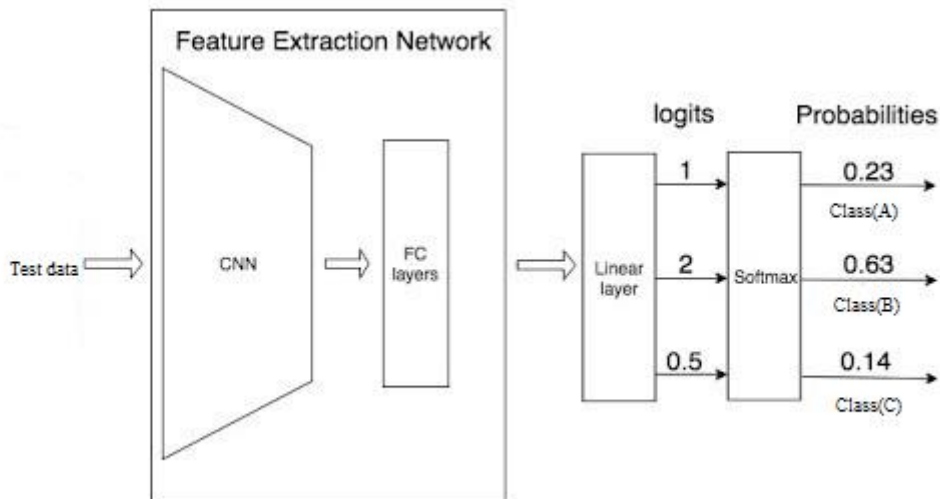 Feature Extraction Network
logits
Probabilities
1
0.23
Class(A)
Test data
CNN
FC
layers
Linear
layer
2
Softmax
0.63
Class(B)
0.5
0.14
Class(C)